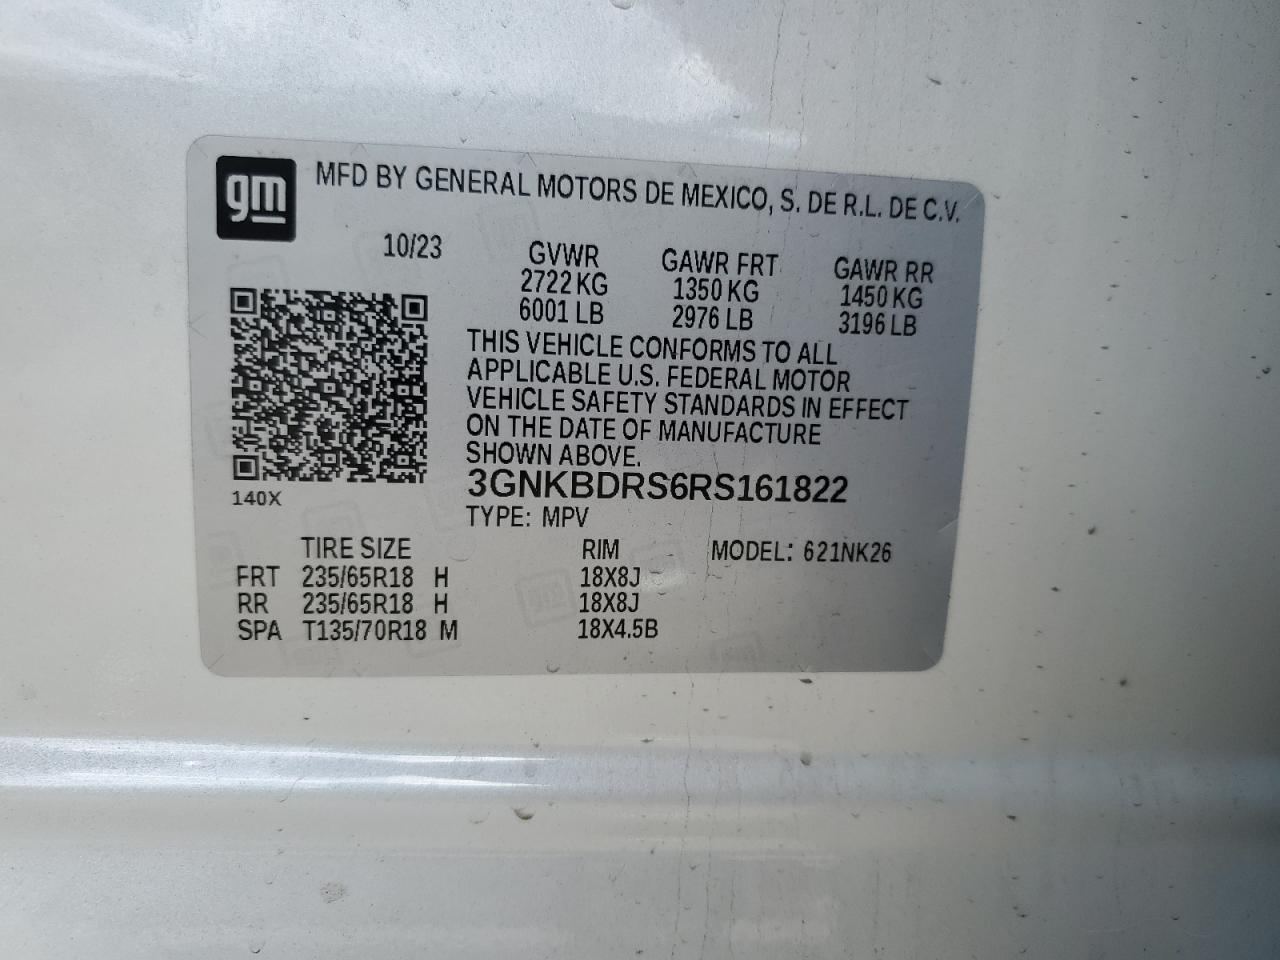 gm
MFD BY GENERAL MOTORS DE MEXICO, S. DE R.L. DE C.V.
10/23
GVWR GAWR FRT GAWR RR
2722 KG 1350 KG 1450 KG
6001 LB 2976 LB 3196 LB
THIS VEHICLE CONFORMS TO ALL
APPLICABLE U.S. FEDERAL MOTOR
VEHICLE SAFETY STANDARDS IN EFFECT
ON THE DATE OF MANUFACTURE
SHOWN ABOVE.
3GNKBDRS6RS161822
140X
TYPE: MPV
TIRE SIZE RIM MODEL: 621NK26
FRT 235/65R18 H 18X8J
RR 235/65R18 H 18X8J
SPA T135/70R18 M 18X4.5B